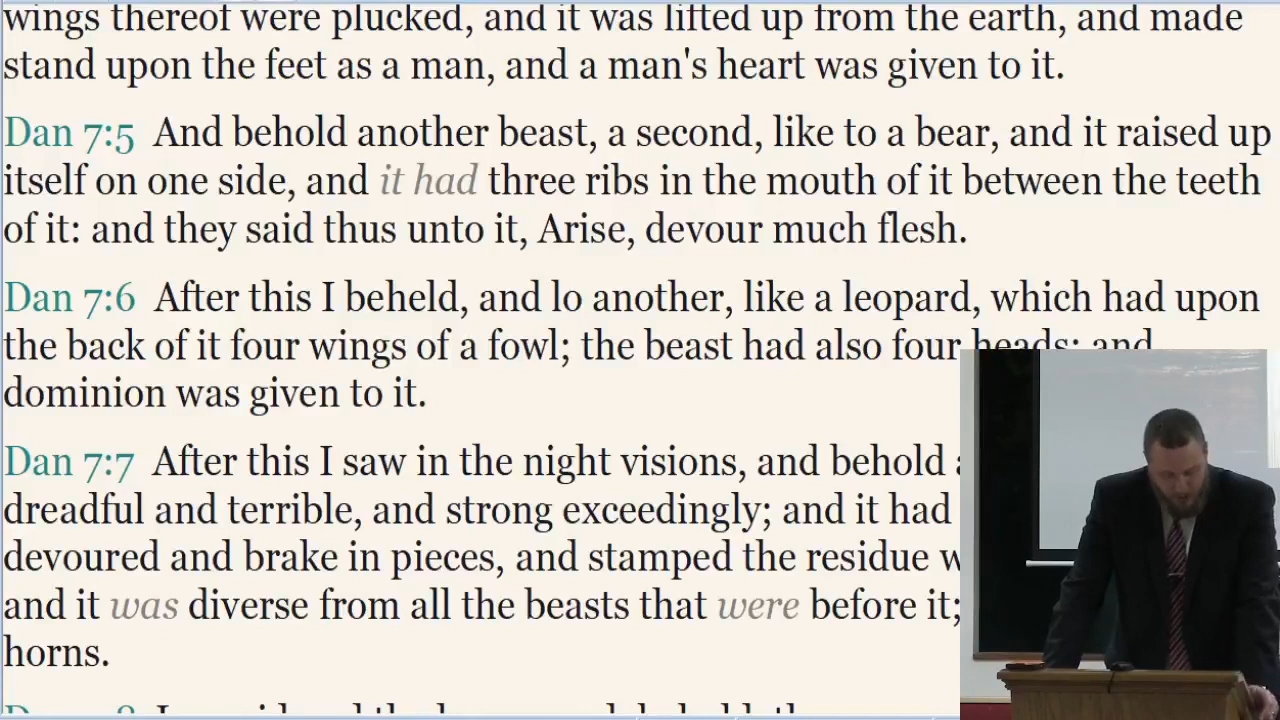 wings thereof were plucked, and it was lifted up from the earth, and made
stand upon the feet as a man, and a man's heart was given to it.
Dan 7:5 And behold another beast, a second, like to a bear, and it raised up
itself on one side, and it had three ribs in the mouth of it between the teeth
of it: and they said thus unto it, Arise, devour much flesh.
Dan 7:6 After this I beheld, and lo another, like a leopard, which had upon
the back of it four wings of a fowl; the beast had also four heads; and
dominion was given to it.
Dan 7:7 After this I saw in the night visions, and behold
dreadful and terrible, and strong exceedingly; and it had
devoured and brake in pieces, and stamped the residue
and it was diverse from all the beasts that were before it;
horns.